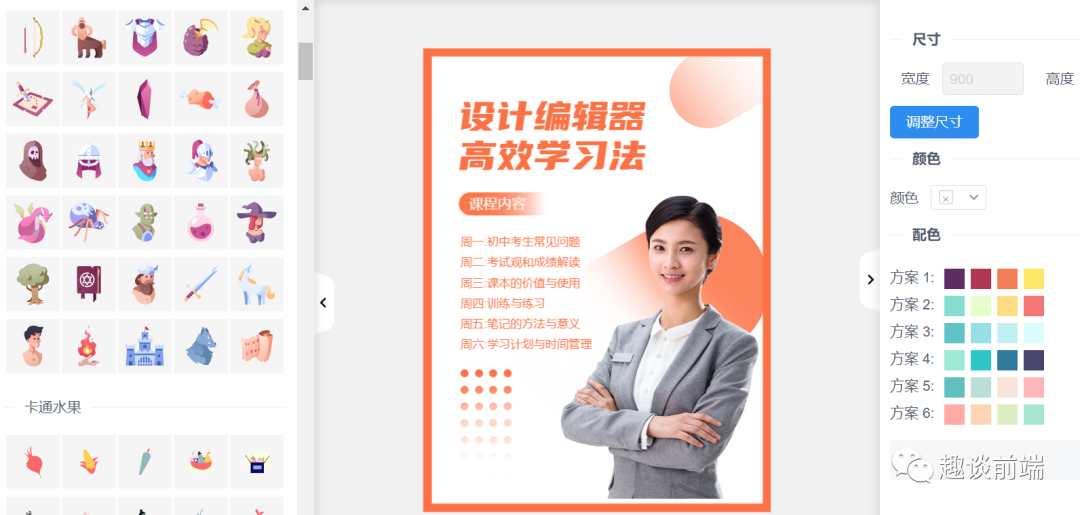 卡通水果
设计编辑器
高效学习法
课程内容
周一:初中考生常见问题
周二:考试观和成绩解读
周三:课本的价值与使用
周四:训练与练习
周五:笔记的方法与意义
周六:学习计划与时间管理
尺寸
宽度 900 高度
调整尺寸
颜色
颜色
配色
方案 1:
方案 2:
方案 3:
方案 4:
方案 5:
方案 6:
趣谈前端